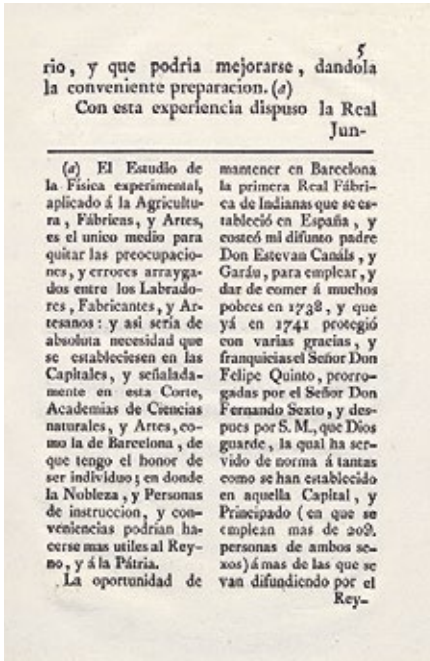 5
rio, y que podria mejorarse, dandola
la conveniente preparacion. (a)
Con esta experiencia dispuso la Real
Jun-
(a) El Estudio de
la Física experimental,
aplicado á la Agricultu-
ra, Fábricas, y Artes,
es el unico medio para
quitar las preocupacio-
nes, y errores arrayga-
dos entre los Labrado-
res, Fabricantes, y Ar-
tesanos: y asi seria de
absoluta necesidad que
se estableciesen en las
Capitales, y señalada-
mente en esta Corte,
Academias de Ciencias
naturales, y Artes, co-
mo la de Barcelona, de
que tengo el honor de
ser individuo; en donde
la Nobleza, y Personas
de instruccion, y con-
veniencias podrian ha-
cerse mas utiles al Rey-
no, y á la Pátria.
La oportunidad de
mantener en Barcelona
la primera Real Fábri-
ca de Indianas que se es-
tableció en España, y
costeó mi difunto padre
Don Estevan Canáls, y
Garáu, para emplear, y
dar de comer á muchos
pobres en 1738, y que
yá en 1741 protegió
con varias gracias, y
franquicias el Señor Don
Felipe Quinto, prorro-
gadas por el Señor Don
Fernando Sexto, y des-
pues por S. M., que Dios
guarde, la qual ha ser-
vido de norma á tantas
como se han establecido
en aquella Capital, y
Principado (en que se
emplean mas de
personas de ambos se-
xos) á mas de las que se
van difundiendo por el
Rey-